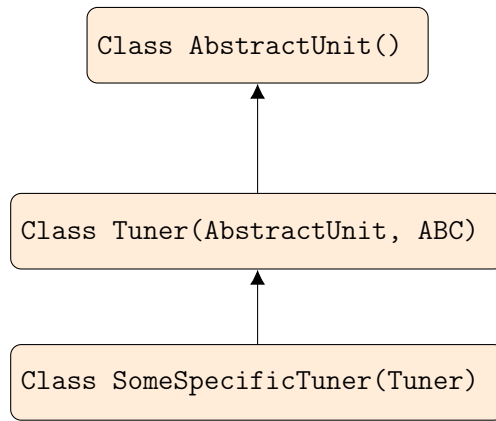 Class AbstractUnit()
Class Tuner(AbstractUnit, ABC)
Class SomeSpecificTuner(Tuner)